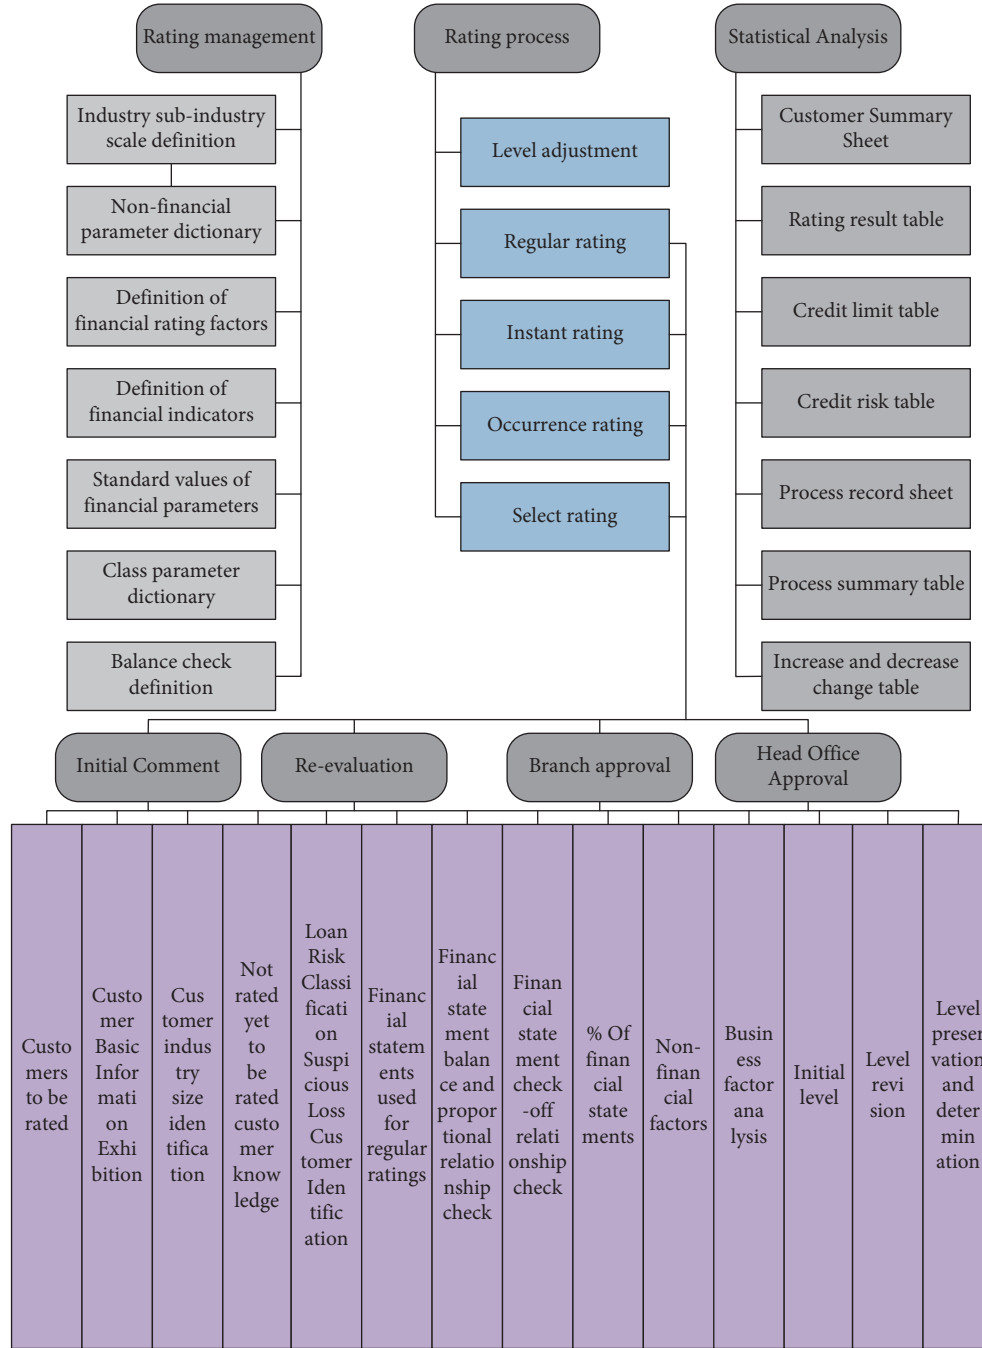 Rating management
Rating process
Statistical Analysis
Industry sub-industry
scale definition
Non-financial
parameter dictionary
Definition of
financial rating factors
Definition of
financial indicators
Standard values of
financial parameters
Class parameter
dictionary
Balance check
definition
Level adjustment
Regular rating
Instant rating
Occurrence rating
Select rating
Customer Summary
Sheet
Rating result table
Credit limit table
Credit risk table
Process record sheet
Process summary table
Increase and decrease
change table
Initial Comment
Re-evaluation
Branch approval
Head Office
Approval
Custo
mers
to be
rated
Custo
mer
Basic
Infor
mati
on
Exhi
bition
Cus
tomer
indus
try
size
iden
tifica
tion
Not
rated
yet
to
be
rated
custo
mer
know
ledge
Loan
Risk
Classi
ficati
on
Suspi
cious
Loss
Cus
tomer
Iden
tific
ation
Financ
ial
statem
ents
used
for
regular
ratings
Financ
ial
state
ment
balan
ce and
propor
tional
relatio
nship
check
Finan
cial
state
ment
check
-off
relati
onship
check
% Of
finan
cial
state
ments
Non-
finan
cial
factors
Busin
ess
factor
ana
lysis
Initial
level
Level
revi
sion
Level
preser
vation
and
deter
min
ation